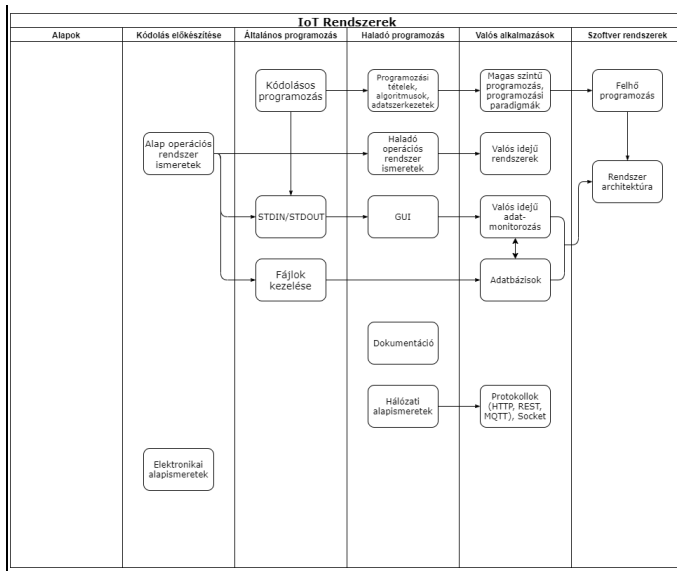 IoT Rendszerek
Alapok
Kódolás előkészítése
Általános programozás
Haladó programozás
Valós alkalmazások
Szoftver rendszerek
Kódolásos
programozás
Programozási
tételek,
algoritmusok,
adatszerkezetek
Magas szintű
programozás,
programozási
paradigmák
Felhő
programozás
Alap operációs
rendszer
ismeretek
Haladó
operációs
rendszer
ismeretek
Valós idejű
rendszerek
Rendszer
architektúra
STDIN/STDOUT
GUI
Valós idejű
adat-
monitorozás
Fájlok
kezelése
Adatbázisok
Dokumentáció
Hálózati
alapismeretek
Protokollok
(HTTP, REST,
MQTT), Socket
Elektronikai
alapismeretek